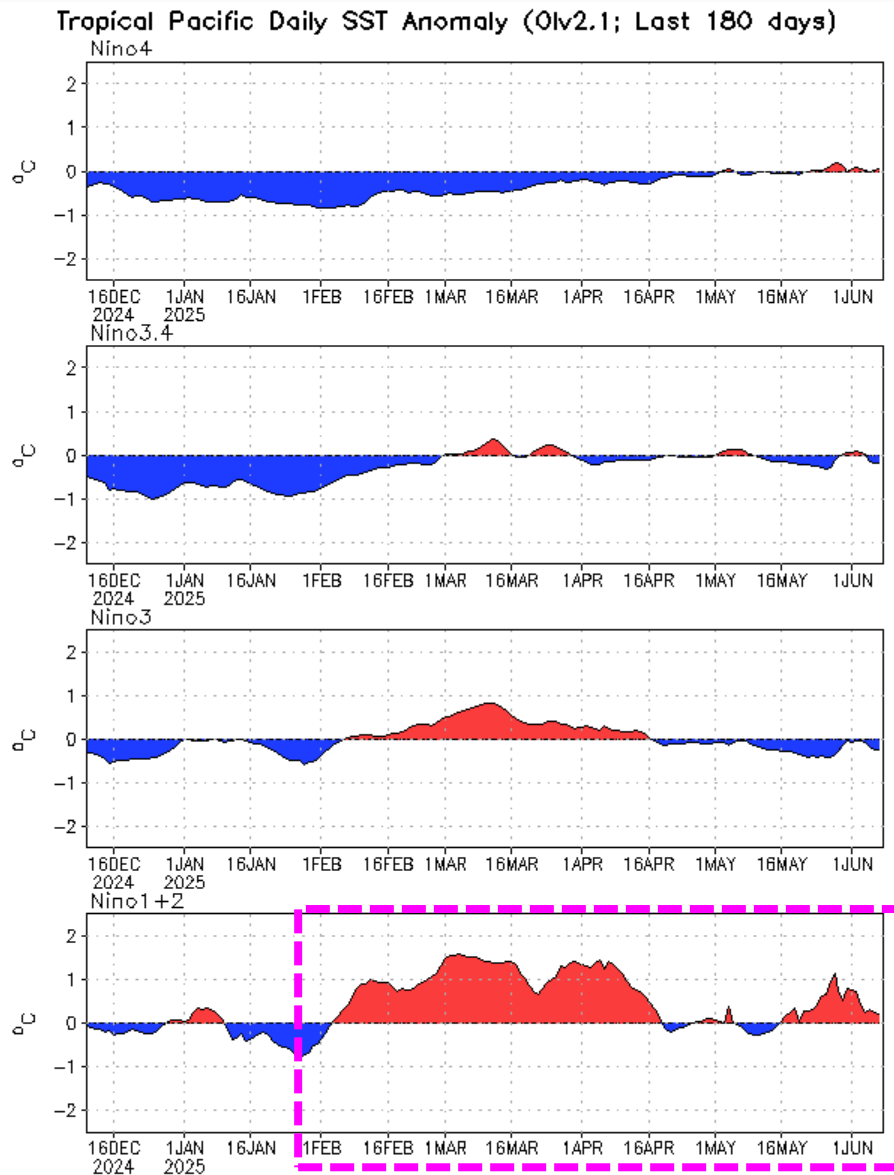 Tropical Pacific Daily SST Anomaly (OIv2.1; Last 180 days)
Nino4
2
1
0
−1
−2
°C
16DEC 1JAN 16JAN 1FEB 16FEB 1MAR 16MAR 1APR 16APR 1MAY 16MAY 1JUN
2024 2025
Nino3.4
2
1
0
−1
−2
°C
16DEC 1JAN 16JAN 1FEB 16FEB 1MAR 16MAR 1APR 16APR 1MAY 16MAY 1JUN
2024 2025
Nino3
2
1
0
−1
−2
°C
16DEC 1JAN 16JAN 1FEB 16FEB 1MAR 16MAR 1APR 16APR 1MAY 16MAY 1JUN
2024 2025
Nino1+2
2
1
0
−1
−2
°C
16DEC 1JAN 16JAN 1FEB 16FEB 1MAR 16MAR 1APR 16APR 1MAY 16MAY 1JUN
2024 2025